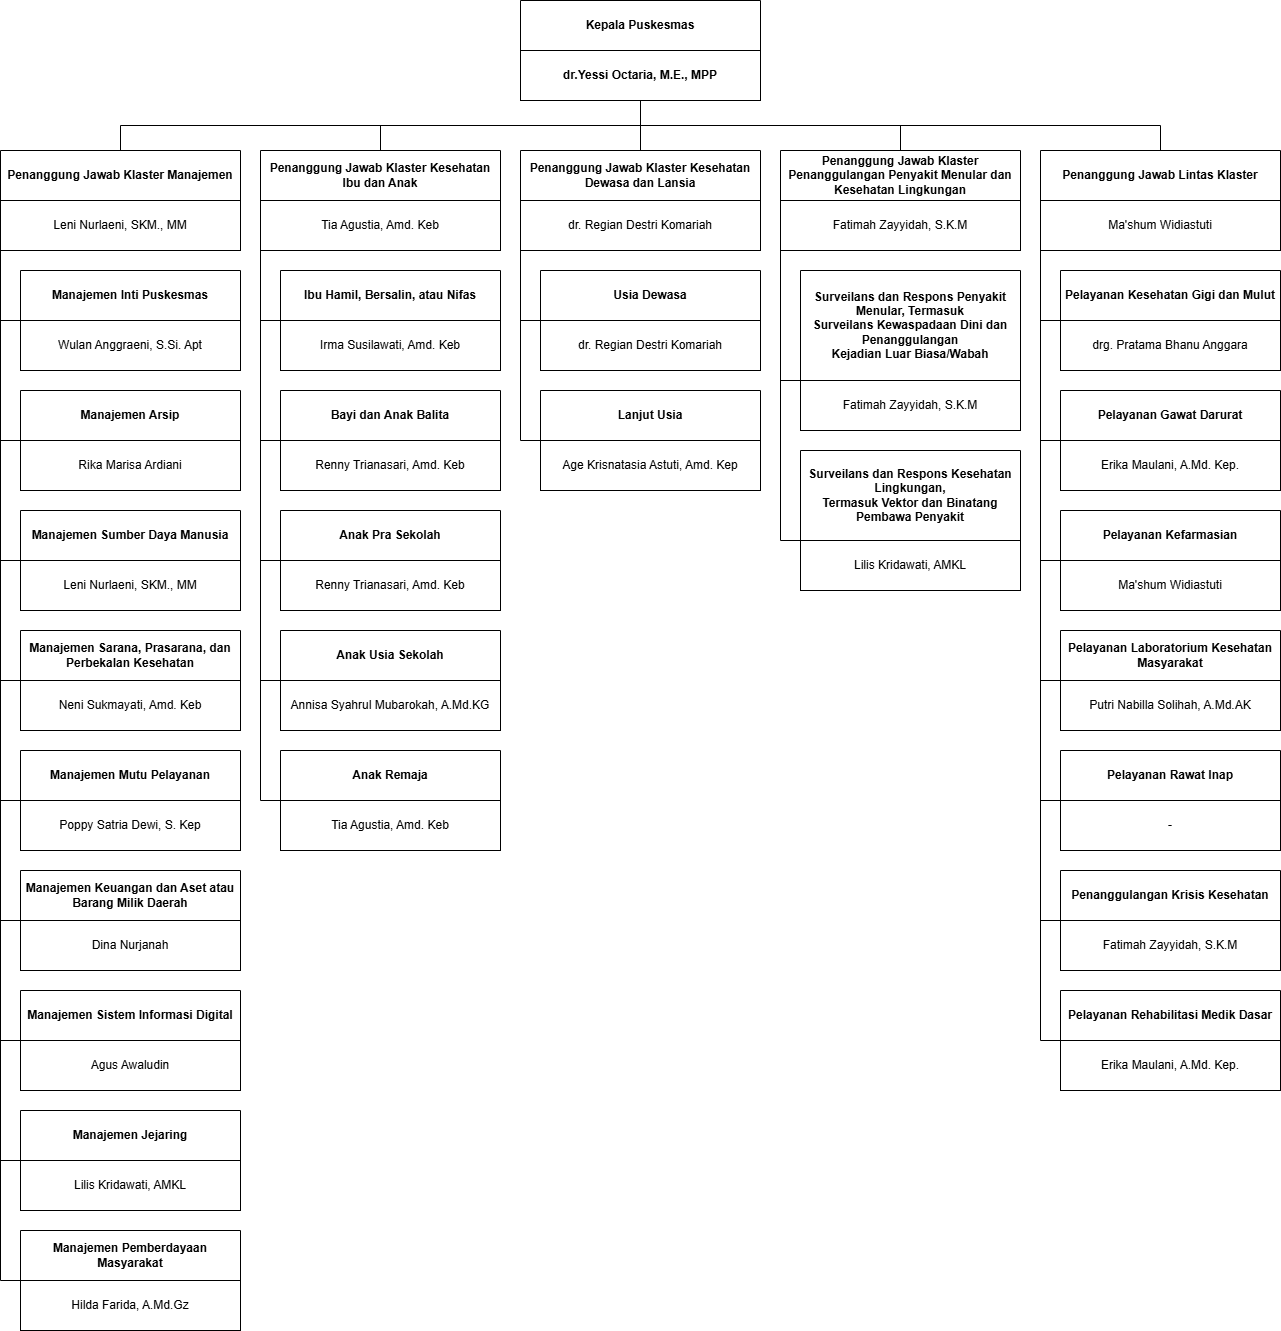 Kepala Puskesmas
dr.Yessi Octaria, M.E., MPP
Penanggung Jawab Klaster Manajemen
Leni Nurlaeni, SKM., MM
Manajemen Inti Puskesmas
Wulan Anggraeni, S.Si. Apt
Manajemen Arsip
Rika Marisa Ardiani
Manajemen Sumber Daya Manusia
Leni Nurlaeni, SKM., MM
Manajemen Sarana, Prasarana, dan
Perbekalan Kesehatan
Neni Sukmayati, Amd. Keb
Manajemen Mutu Pelayanan
Poppy Satria Dewi, S. Kep
Manajemen Keuangan dan Aset atau
Barang Milik Daerah
Dina Nurjanah
Manajemen Sistem Informasi Digital
Agus Awaludin
Manajemen Jejaring
Lilis Kridawati, AMKL
Manajemen Pemberdayaan
Masyarakat
Hilda Farida, A.Md.Gz
Penanggung Jawab Klaster Kesehatan
Ibu dan Anak
Tia Agustia, Amd. Keb
Ibu Hamil, Bersalin, atau Nifas
Irma Susilawati, Amd. Keb
Bayi dan Anak Balita
Renny Trianasari, Amd. Keb
Anak Pra Sekolah
Renny Trianasari, Amd. Keb
Anak Usia Sekolah
Annisa Syahrul Mubarokah, A.Md.KG
Anak Remaja
Tia Agustia, Amd. Keb
Penanggung Jawab Klaster Kesehatan
Dewasa dan Lansia
dr. Regian Destri Komariah
Usia Dewasa
dr. Regian Destri Komariah
Lanjut Usia
Age Krisnatasia Astuti, Amd. Kep
Penanggung Jawab Klaster
Penanggulangan Penyakit Menular dan
Kesehatan Lingkungan
Fatimah Zayyidah, S.K.M
Surveilans dan Respons Penyakit
Menular, Termasuk
Surveilans Kewaspadaan Dini dan
Penanggulangan
Kejadian Luar Biasa/Wabah
Fatimah Zayyidah, S.K.M
Surveilans dan Respons Kesehatan
Lingkungan,
Termasuk Vektor dan Binatang
Pembawa Penyakit
Lilis Kridawati, AMKL
Penanggung Jawab Lintas Klaster
Ma'shum Widiastuti
Pelayanan Kesehatan Gigi dan Mulut
drg. Pratama Bhanu Anggara
Pelayanan Gawat Darurat
Erika Maulani, A.Md. Kep.
Pelayanan Kefarmasian
Ma'shum Widiastuti
Pelayanan Laboratorium Kesehatan
Masyarakat
Putri Nabilla Solihah, A.Md.AK
Pelayanan Rawat Inap
-
Penanggulangan Krisis Kesehatan
Fatimah Zayyidah, S.K.M
Pelayanan Rehabilitasi Medik Dasar
Erika Maulani, A.Md. Kep.